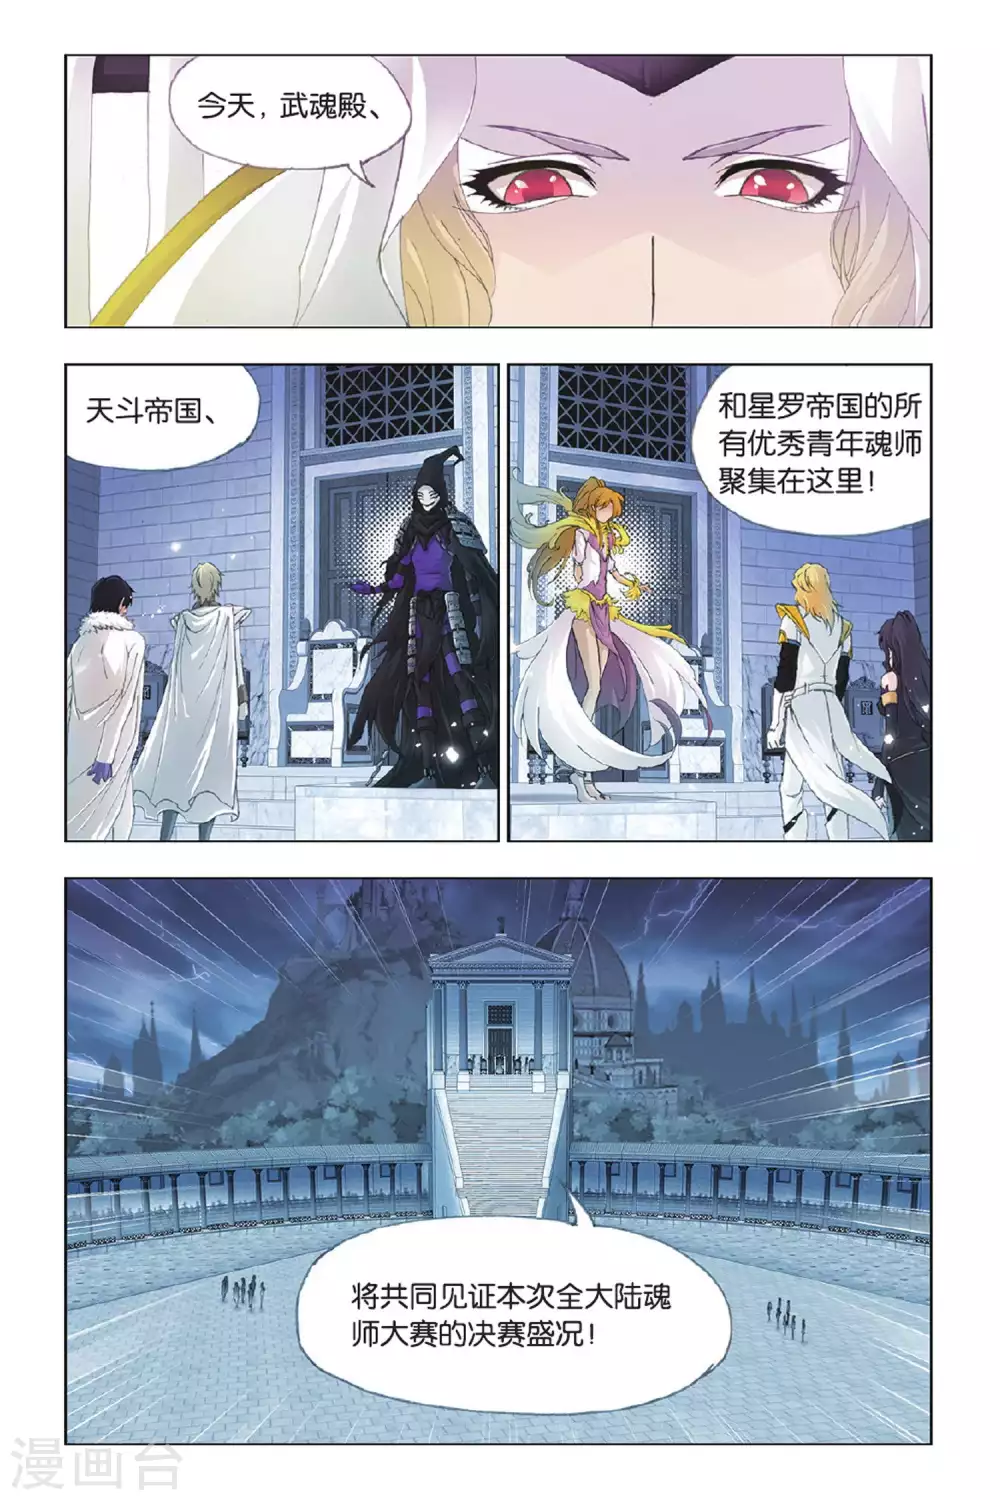 今天，武魂殿、
天斗帝国、
和星罗帝国的所
有优秀青年魂师
聚集在这里！
将共同见证本次全大陆魂
师大赛的决赛盛况！
漫画台